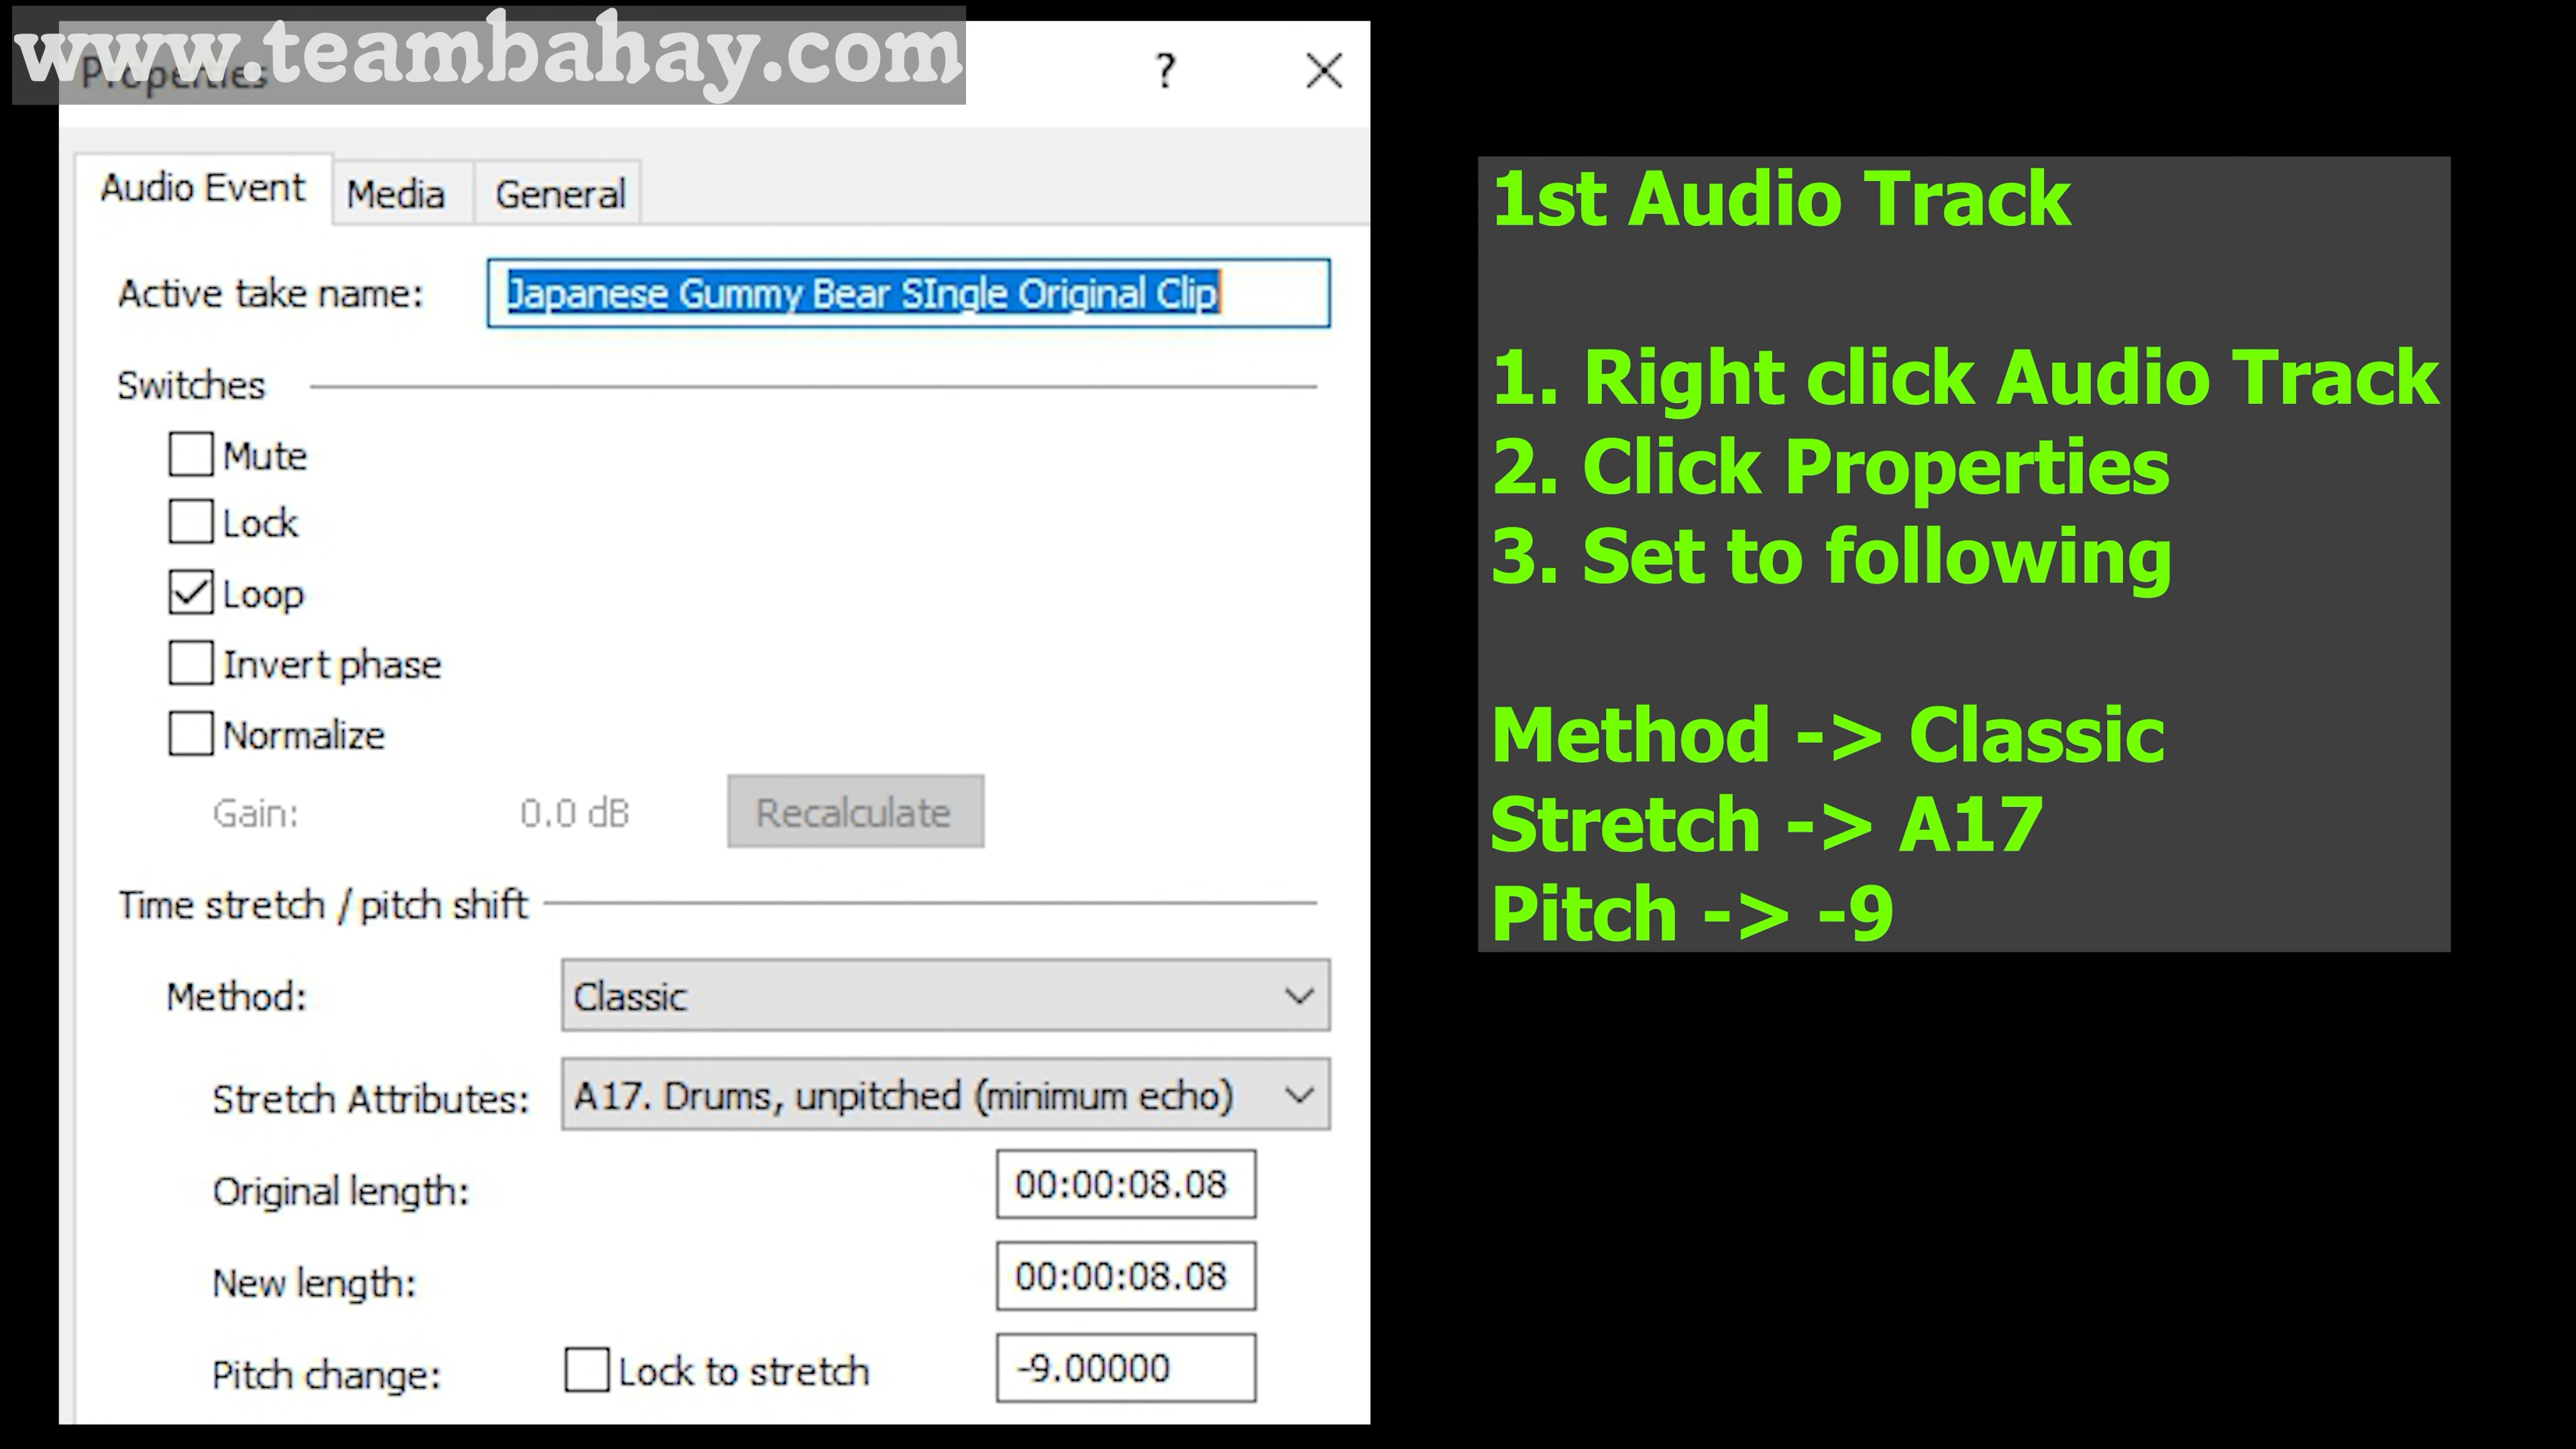 www.teambahay.com
Properties
?
Audio Event Media General
Active take name: Japanese Gummy Bear SIngle Original Clip
Switches
Mute
Lock
Loop
Invert phase
Normalize
Gain: 0.0 dB Recalculate
Time stretch / pitch shift
Method: Classic
Stretch Attributes: A17. Drums, unpitched (minimum echo)
Original length: 00:00:08.08
New length: 00:00:08.08
Pitch change: Lock to stretch -9.00000
1st Audio Track
1. Right click Audio Track
2. Click Properties
3. Set to following
Method -> Classic
Stretch -> A17
Pitch -> -9